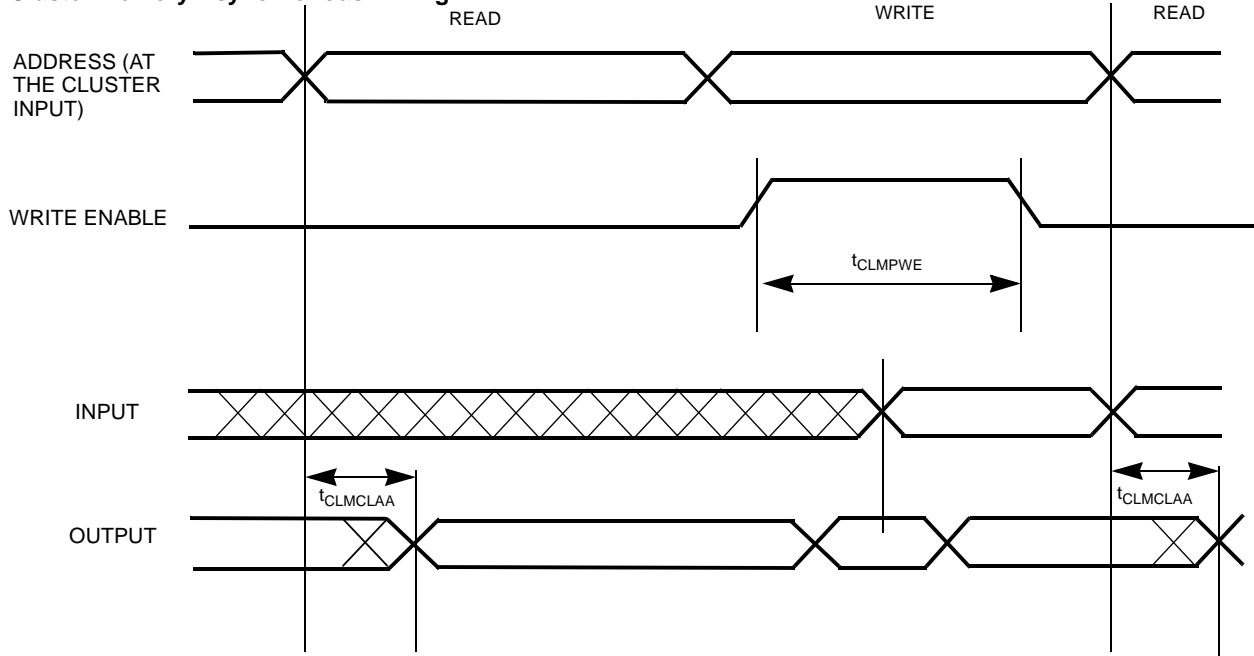 READ
WRITE
READ
ADDRESS (AT
THE CLUSTER
INPUT)
WRITE ENABLE
tCLMPWE
INPUT
tCLMCLAA
tCLMCLAA
OUTPUT